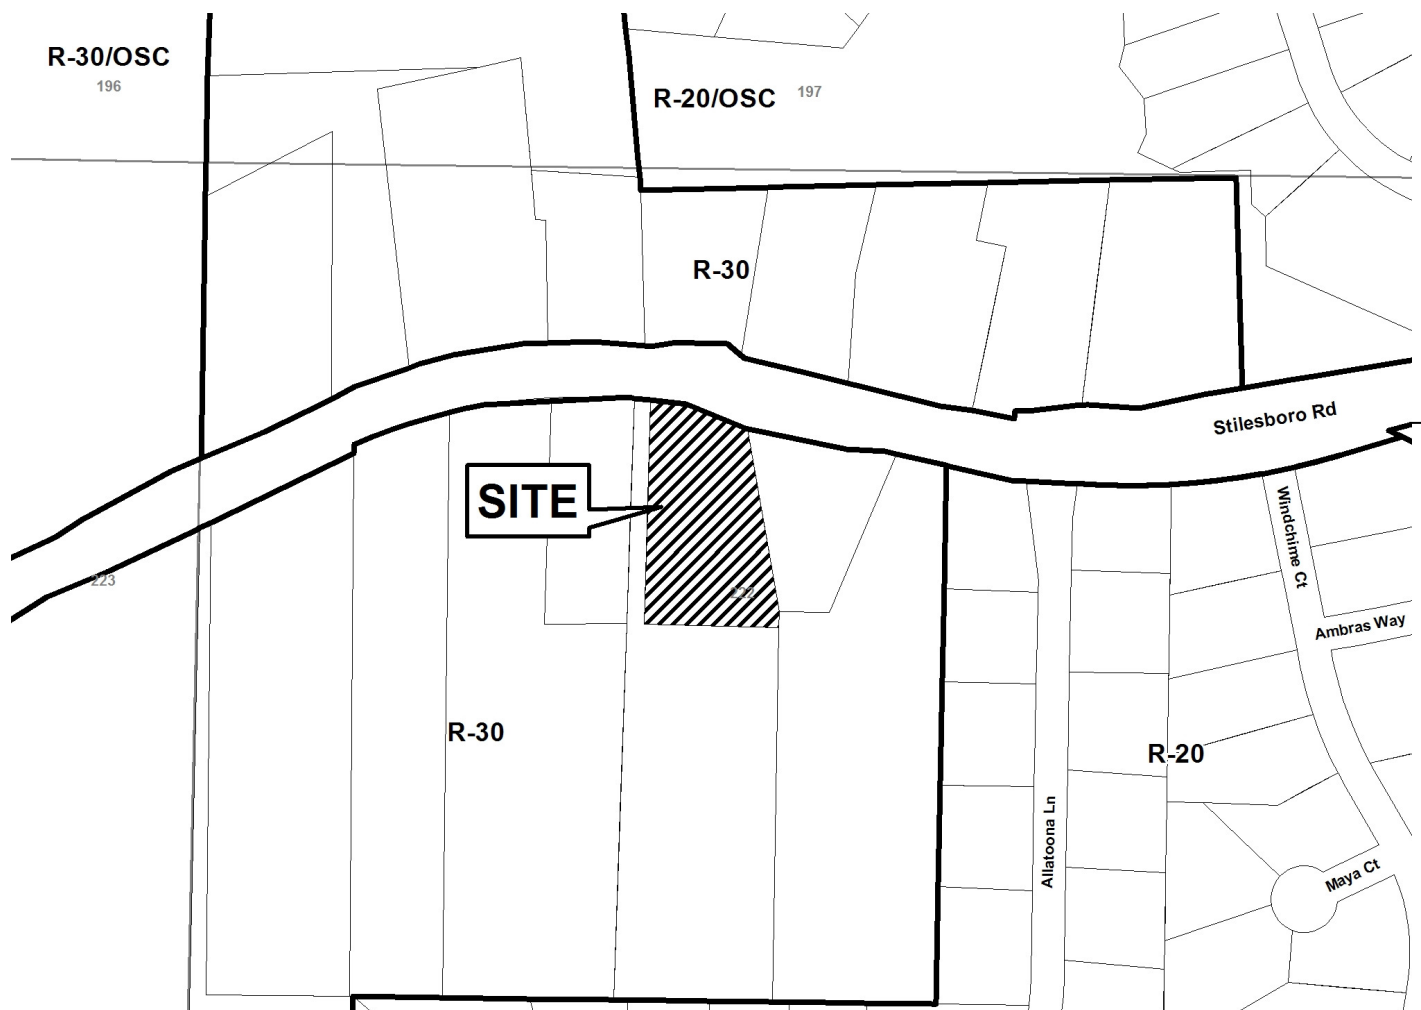 R-30/OSC
196
R-20/OSC
197
R-30
Stilesboro Rd
SITE
Windchime Ct
223
222
Ambras Way
R-30
R-20
Allatoona Ln
Maya Ct